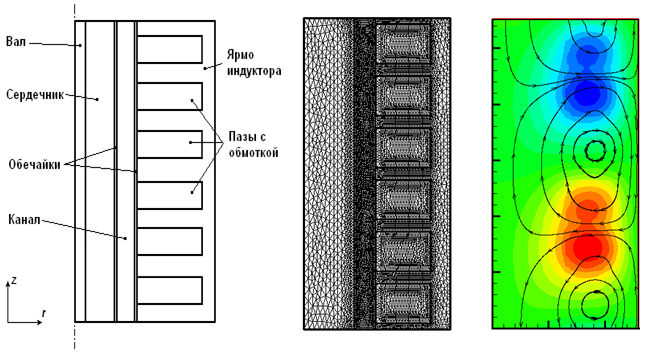 Вал
Сердечник
Обечайки
Канал
Ярмо
индуктора
Пазы с
обмоткой
z
r